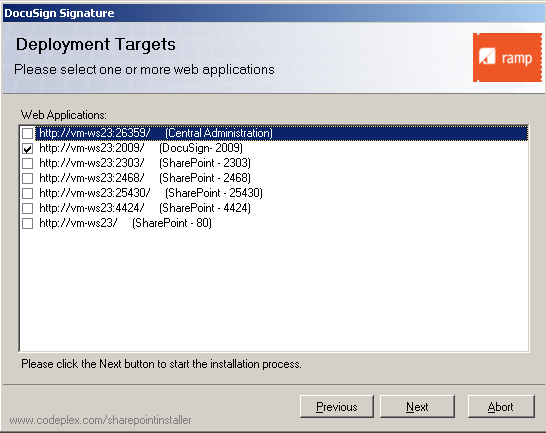 DocuSign Signature
Deployment Targets
Please select one or more web applications
ramp
Web Applications:
http://vm-ws23:26359/ (Central Administration)
http://vm-ws23:2009/ (DocuSign- 2009)
http://vm-ws23:2303/ (SharePoint - 2303)
http://vm-ws23:2468/ (SharePoint - 2468)
http://vm-ws23:25430/ (SharePoint - 25430)
http://vm-ws23:4424/ (SharePoint - 4424)
http://vm-ws23/ (SharePoint - 80)
Please click the Next button to start the installation process.
Previous Next Abort
www.codeplex.com/sharepointinstaller